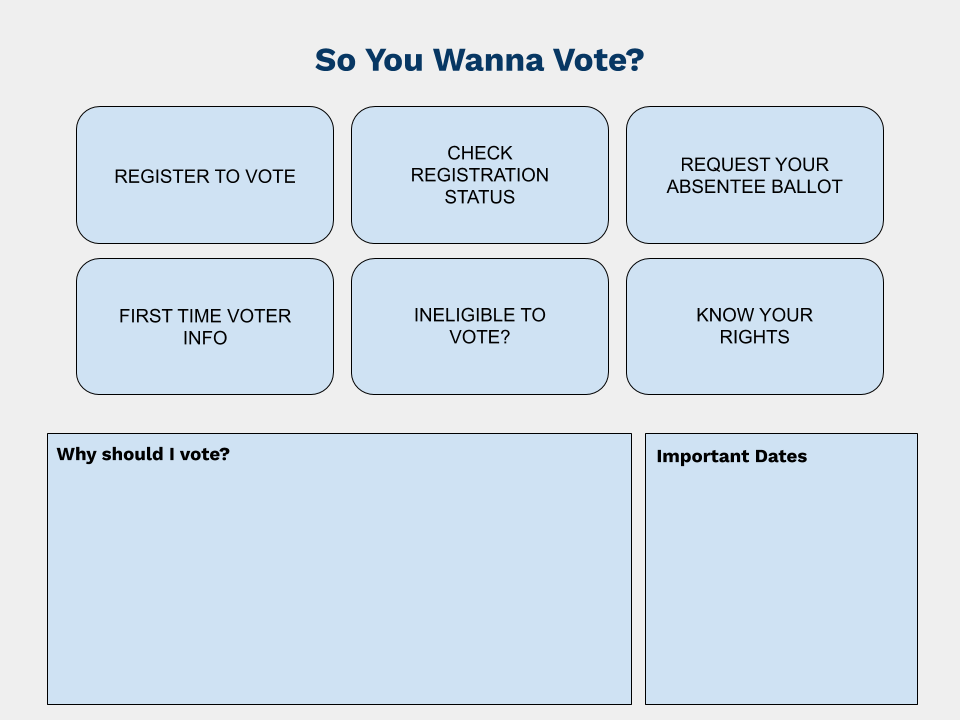 So You Wanna Vote?
REGISTER TO VOTE
CHECK
REGISTRATION
STATUS
REQUEST YOUR
ABSENTEE BALLOT
FIRST TIME VOTER
INFO
INELIGIBLE TO
VOTE?
KNOW YOUR
RIGHTS
Why should I vote?
Important Dates